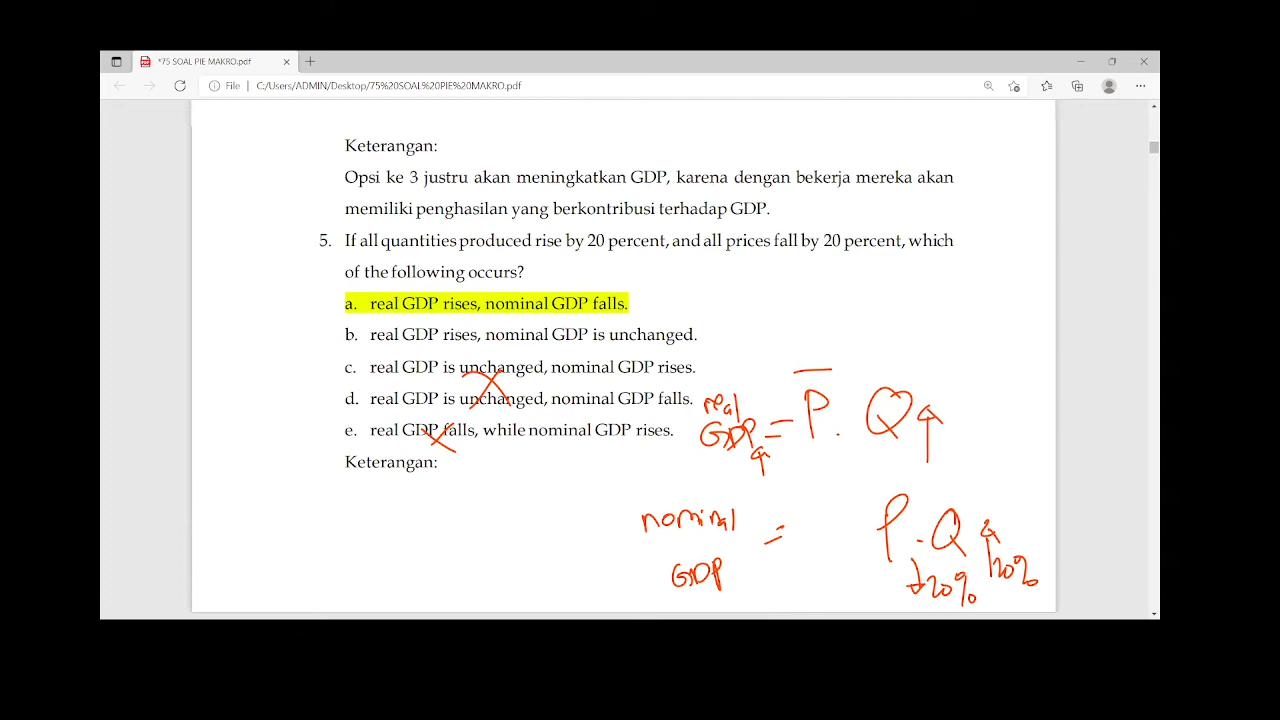 *75 SOAL PIE MAKRO.pdf
File C:/Users/ADMIN/Desktop/75%20SOAL%20PIE%20MAKRO.pdf
Keterangan:
Opsi ke 3 justru akan meningkatkan GDP, karena dengan bekerja mereka akan
memiliki penghasilan yang berkontribusi terhadap GDP.
5. If all quantities produced rise by 20 percent, and all prices fall by 20 percent, which
of the following occurs?
a. real GDP rises, nominal GDP falls.
b. real GDP rises, nominal GDP is unchanged.
c. real GDP is unchanged, nominal GDP rises.
d. real GDP is unchanged, nominal GDP falls.
e. real GDP falls, while nominal GDP rises.
Keterangan:
real
GDP ↑ = P̅ . Q ↑
nominal = P . Q ↑
GDP ↓20% 20%